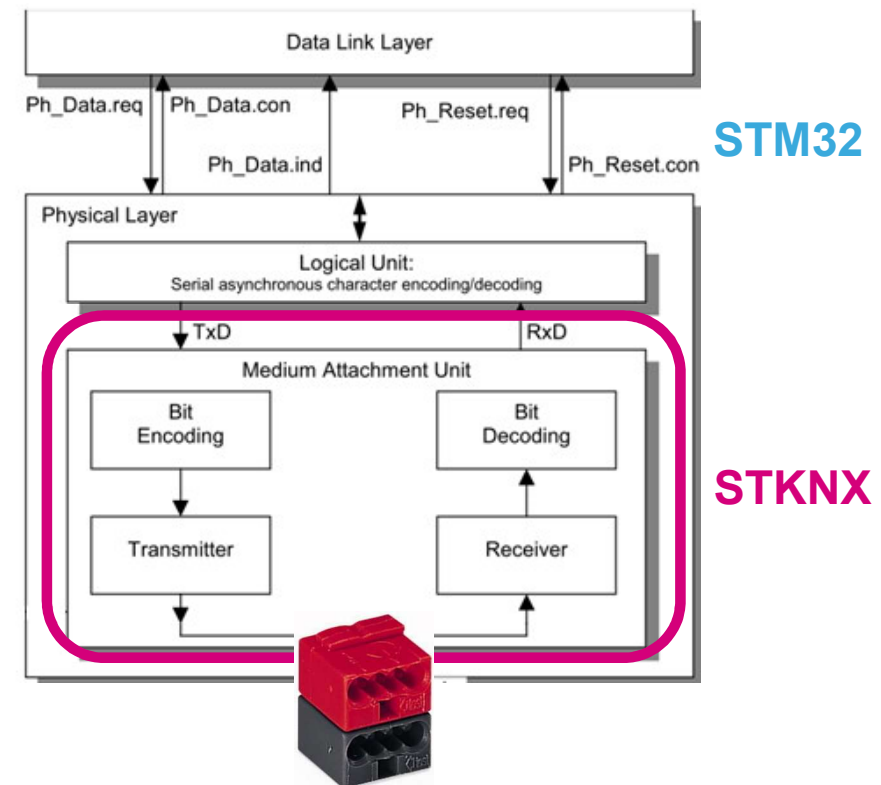 Data Link Layer
Ph_Data.req
Ph_Data.con
Ph_Reset.req
STM32
Ph_Data.ind
Ph_Reset.con
Physical Layer
Logical Unit:
Serial asynchronous character encoding/decoding
TxD
RxD
Medium Attachment Unit
Bit
Encoding
Bit
Decoding
STKNX
Transmitter
Receiver